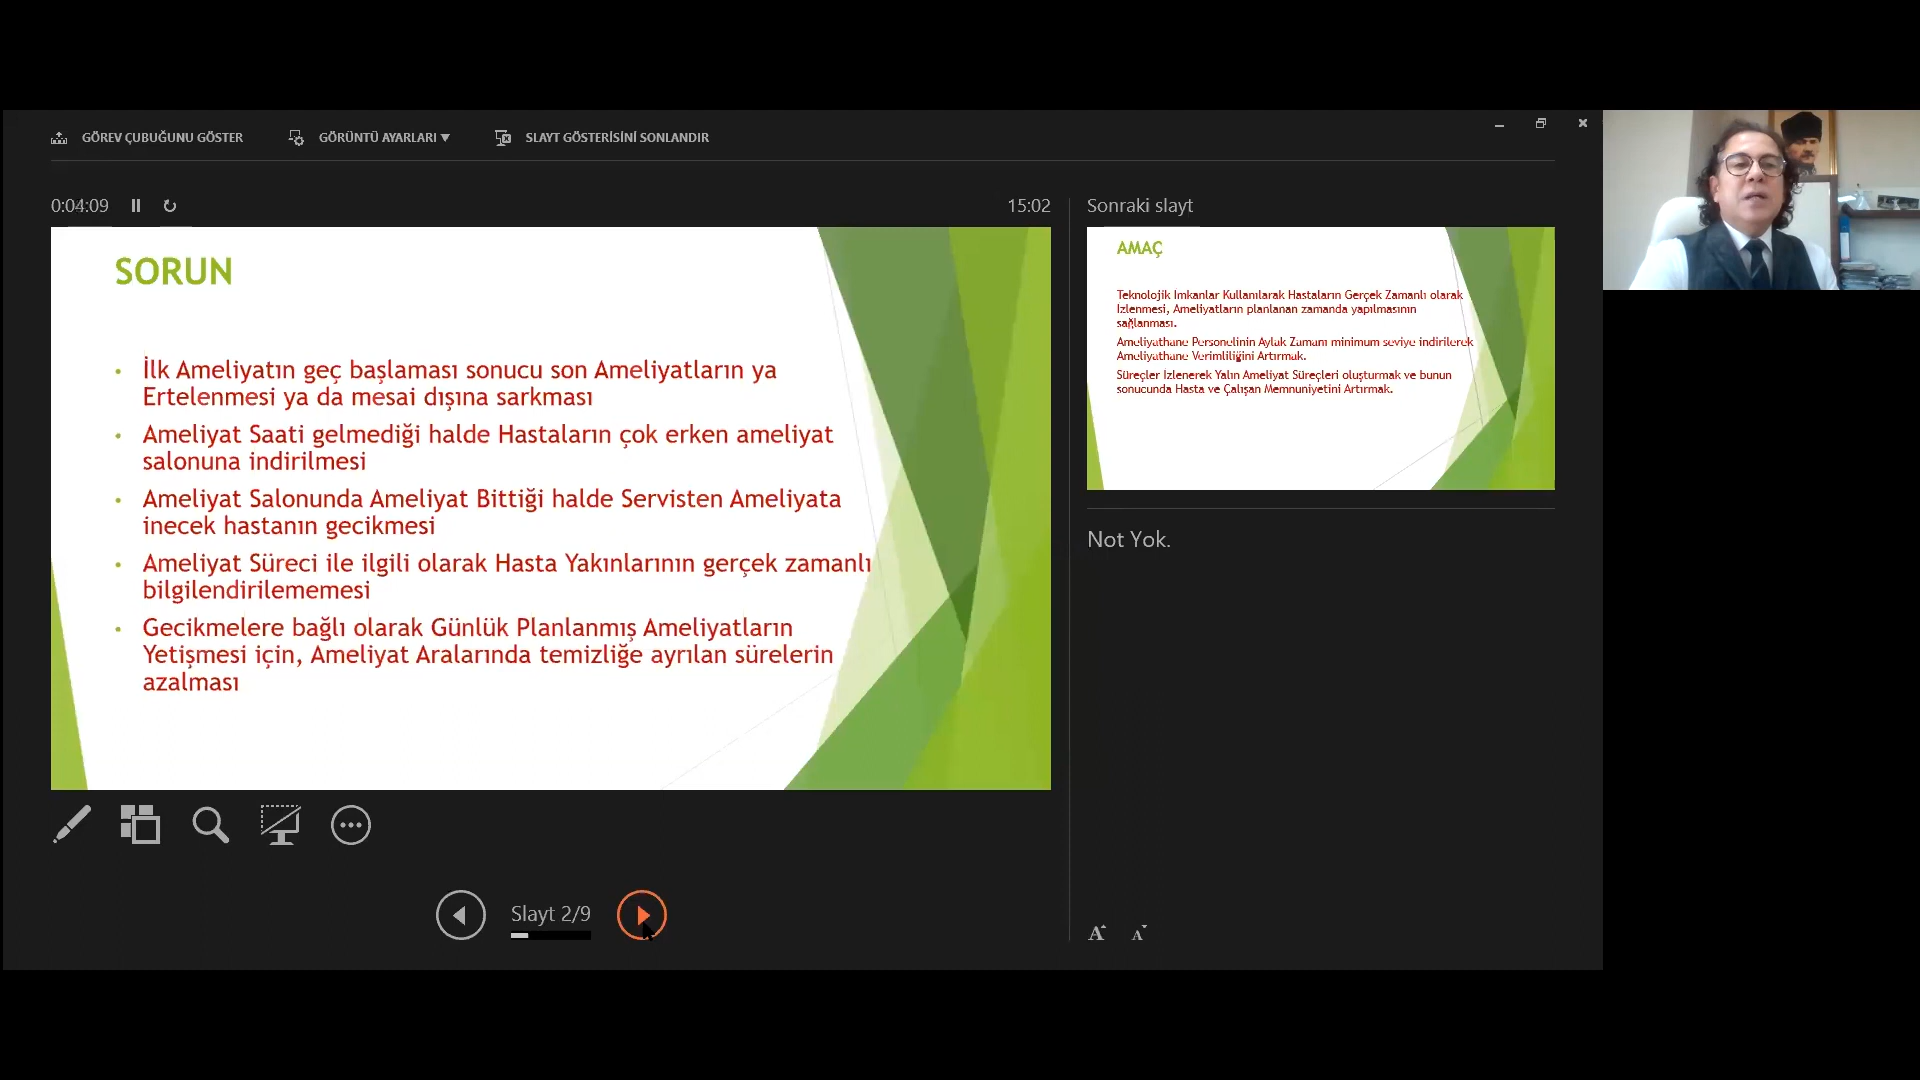 GÖREV ÇUBUĞUNU GÖSTER
GÖRÜNTÜ AYARLARI
SLAYT GÖSTERİSİNİ SONLANDIR
0:04:09
15:02
SORUN
• İlk Ameliyatın geç başlaması sonucu son Ameliyatların ya
Ertelenmesi ya da mesai dışına sarkması
• Ameliyat Saati gelmediği halde Hastaların çok erken ameliyat
salonuna indirilmesi
• Ameliyat Salonunda Ameliyat Bittiği halde Servisten Ameliyata
inecek hastanın gecikmesi
• Ameliyat Süreci ile ilgili olarak Hasta Yakınlarının gerçek zamanlı
bilgilendirilememesi
• Gecikmelere bağlı olarak Günlük Planlanmış Ameliyatların
Yetişmesi için, Ameliyat Aralarında temizliğe ayrılan sürelerin
azalması
Slayt 2/9
Sonraki slayt
AMAÇ
Teknolojik İmkanlar Kullanılarak Hastaların Gerçek Zamanlı olarak
İzlenmesi, Ameliyatların planlanan zamanda yapılmasının
sağlanması.
Ameliyathane Personelinin Aylak Zamanı minimum seviye indirilerek
Ameliyathane Verimliliğini Artırmak.
Süreçler İzlenerek Yalın Ameliyat Süreçleri oluşturmak ve bunun
sonucunda Hasta ve Çalışan Memnuniyetini Artırmak.
Not Yok.
A A